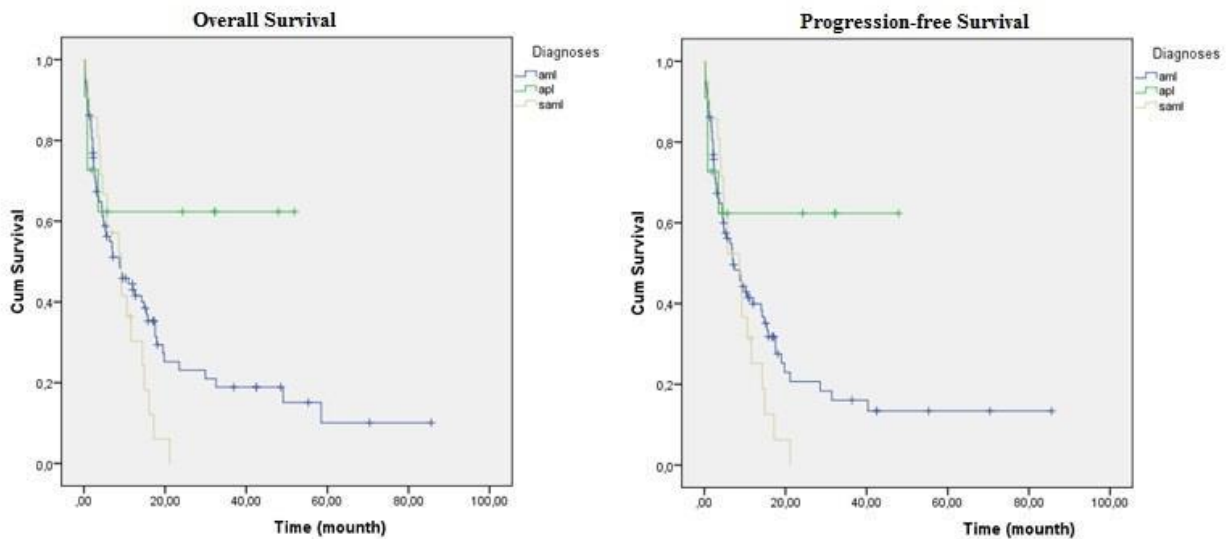 Overall Survival
Diagnoses
aml
apl
saml
Cum Survival
1,0
0,8
0,6
0,4
0,2
0,0
,00
20,00
40,00
60,00
80,00
100,00
Time (mounth)
Progression-free Survival
Diagnoses
aml
apl
saml
Cum Survival
1,0
0,8
0,6
0,4
0,2
0,0
,00
20,00
40,00
60,00
80,00
100,00
Time (mounth)